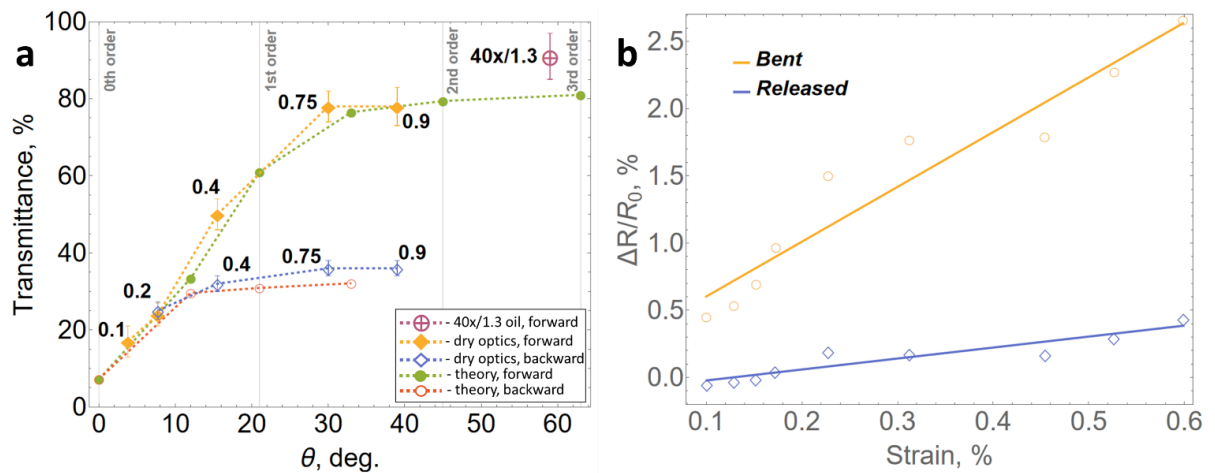 a
Transmittance, %
100
80
60
40
20
0
0th order
1st order
2nd order
3rd order
40x/1.3
0.75
0.9
0.4
0.2
0.1
0.4
0.75
0.9
- 40x/1.3 oil, forward
- dry optics, forward
- dry optics, backward
- theory, forward
- theory, backward
0 10 20 30 40 50 60
θ, deg.
b
ΔR/R0, %
2.5
2.0
1.5
1.0
0.5
0.0
Bent
Released
0.1 0.2 0.3 0.4 0.5 0.6
Strain, %